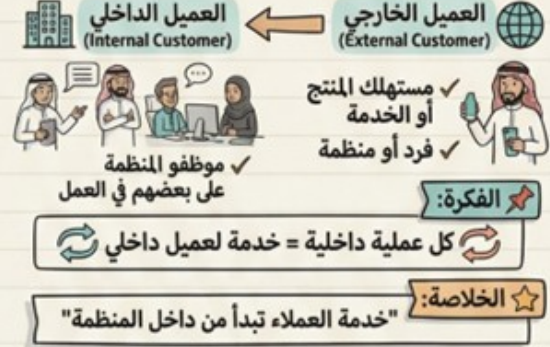 العميل الخارجي
(External Customer)
مستهلك المنتج
أو الخدمة
فرد أو منظمة
العميل الداخلي
(Internal Customer)
موظفو المنظمة
على بعضهم في العمل
الفكرة:
كل عملية داخلية = خدمة لعميل داخلي
الخلاصة:
"خدمة العملاء تبدأ من داخل المنظمة"